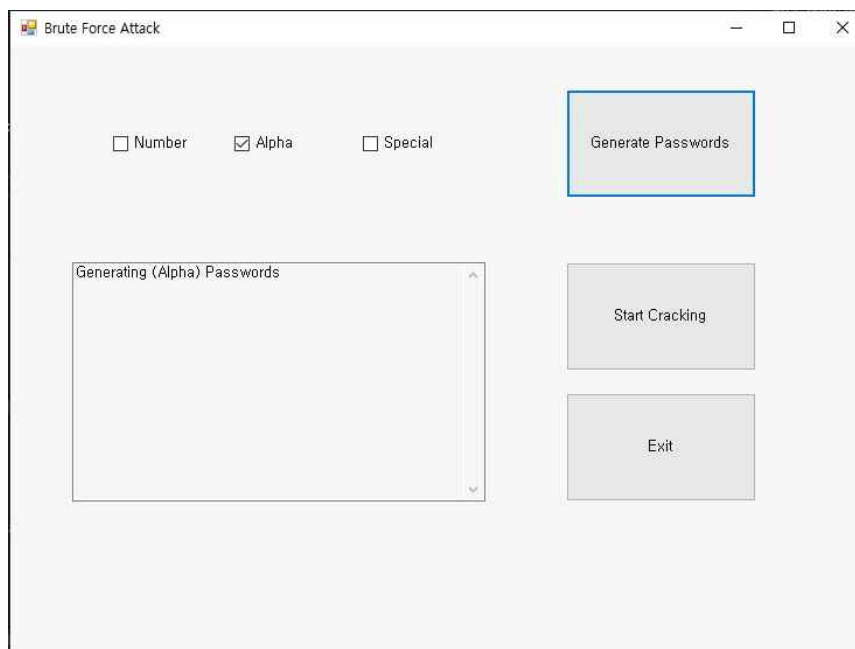 Brute Force Attack
Number Alpha Special
Generate Passwords
Generating (Alpha) Passwords
Start Cracking
Exit